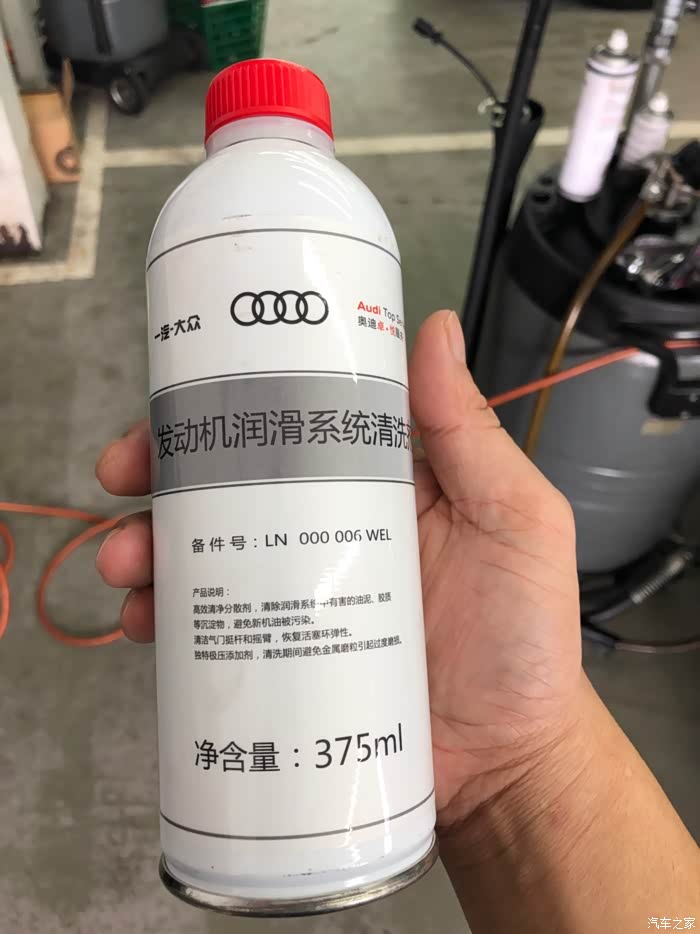 一汽-大众
Audi Top Se
奥迪卓·悦服务
发动机润滑系统清洗剂
备件号：LN 000 006 WEL
产品说明：
高效清净分散剂，清除润滑系统中有害的油泥、胶质
等沉淀物，避免新机油被污染。
清洁气门挺杆和摇臂，恢复活塞环弹性。
独特极压添加剂，清洗期间避免金属磨粒引起过度磨损。
净含量：375ml
汽车之家